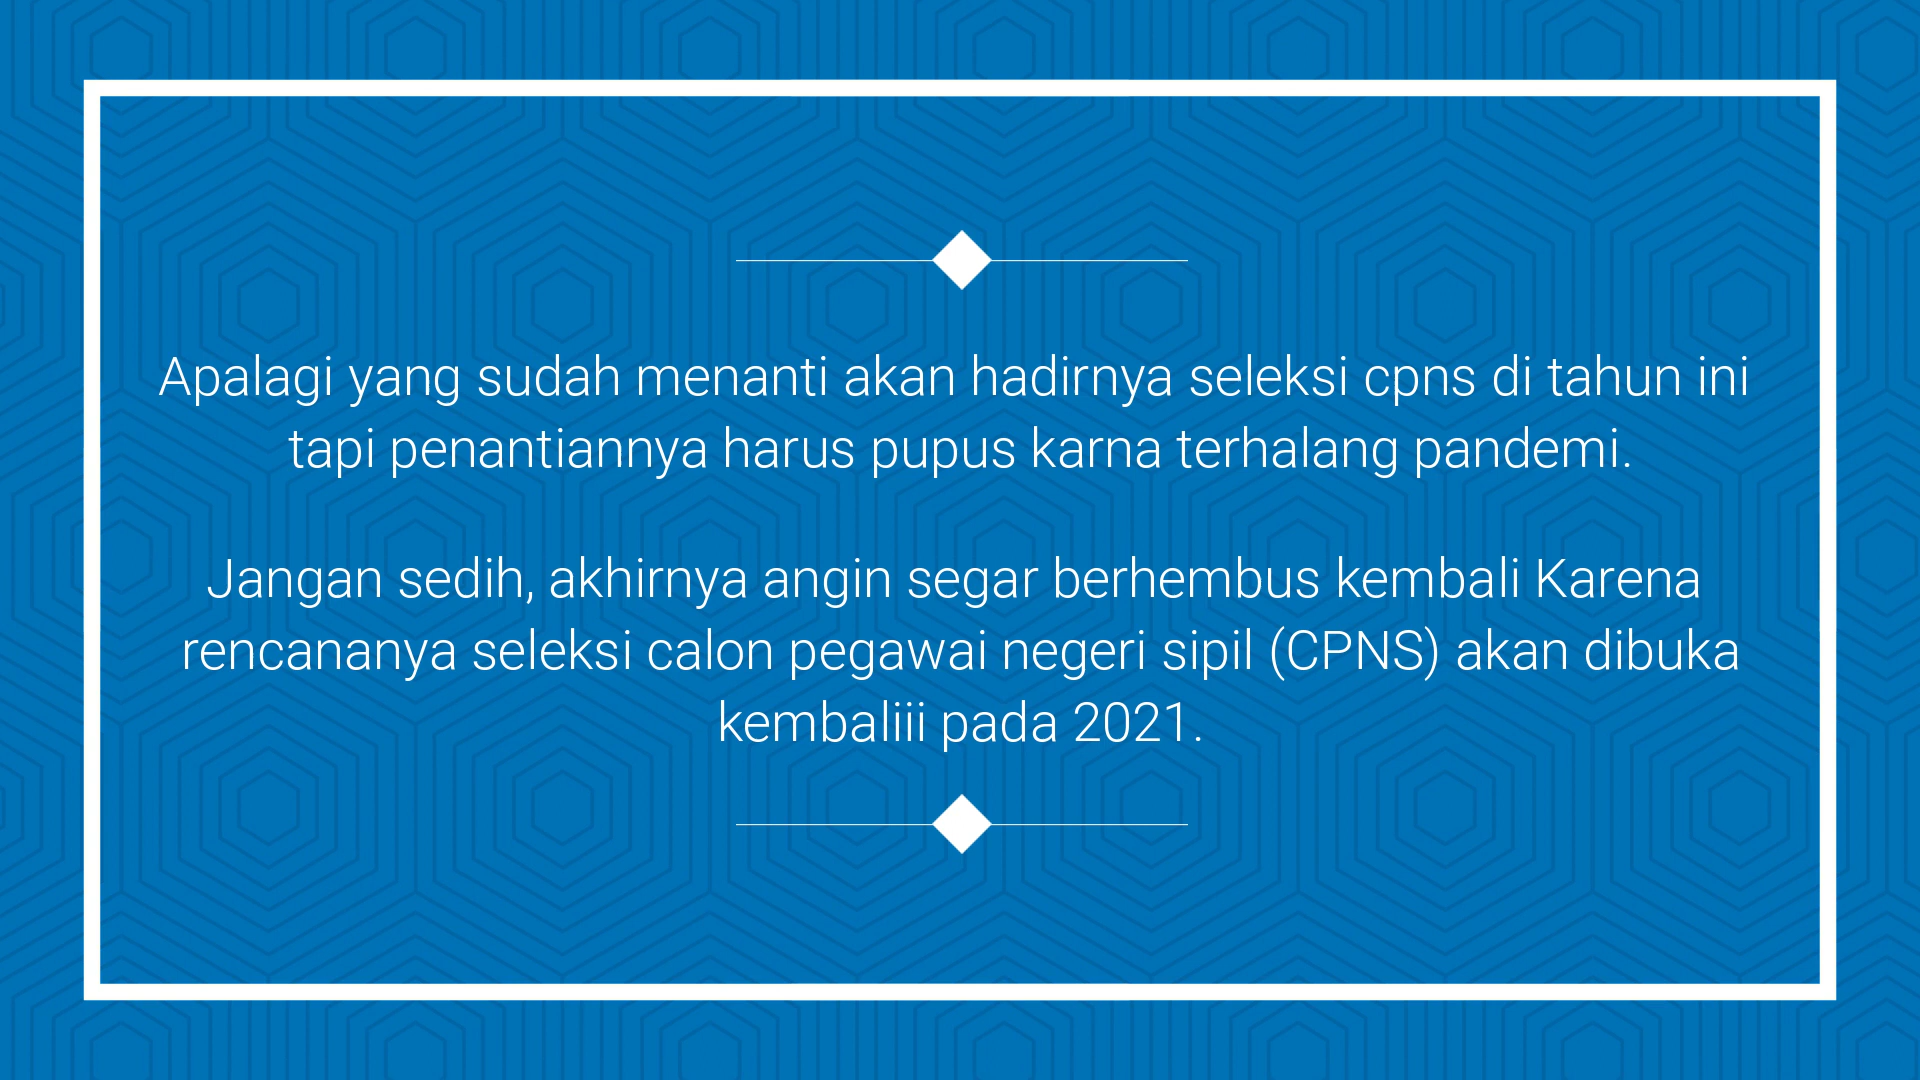 Apalagi yang sudah menanti akan hadirnya seleksi cpns di tahun ini
tapi penantiannya harus pupus karna terhalang pandemi.
Jangan sedih, akhirnya angin segar berhembus kembali Karena
rencananya seleksi calon pegawai negeri sipil (CPNS) akan dibuka
kembaliii pada 2021.